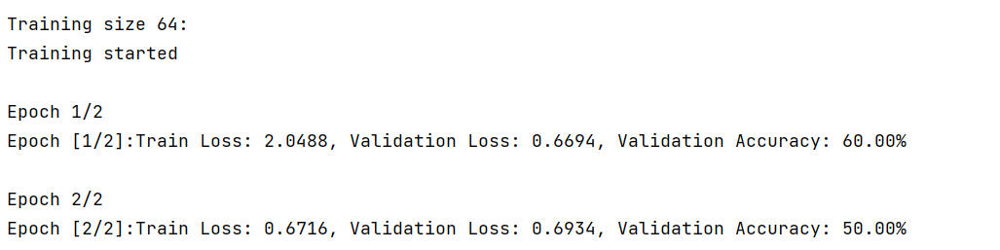 Training size 64:
Training started
Epoch 1/2
Epoch [1/2]:Train Loss: 2.0488, Validation Loss: 0.6694, Validation Accuracy: 60.00%
Epoch 2/2
Epoch [2/2]:Train Loss: 0.6716, Validation Loss: 0.6934, Validation Accuracy: 50.00%